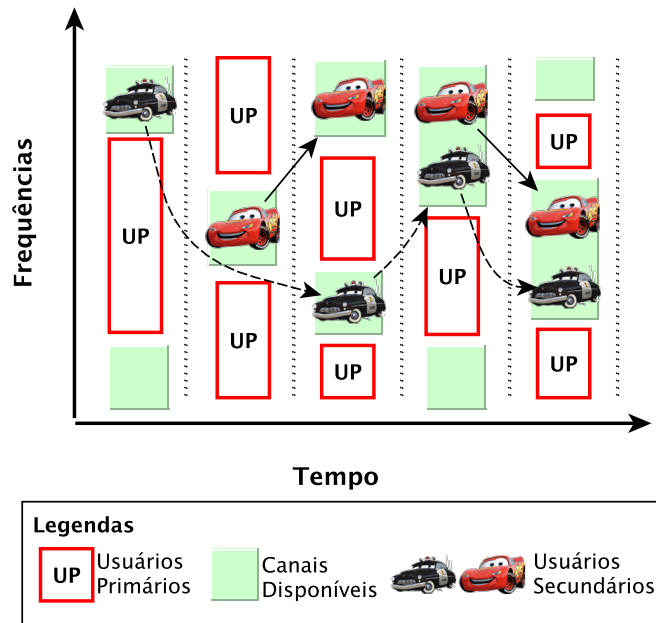 Frequências
UP
UP
UP
UP
UP
UP
UP
UP
Tempo
Legendas
UP
Usuários
Primários
Canais
Disponíveis
Usuários
Secundários